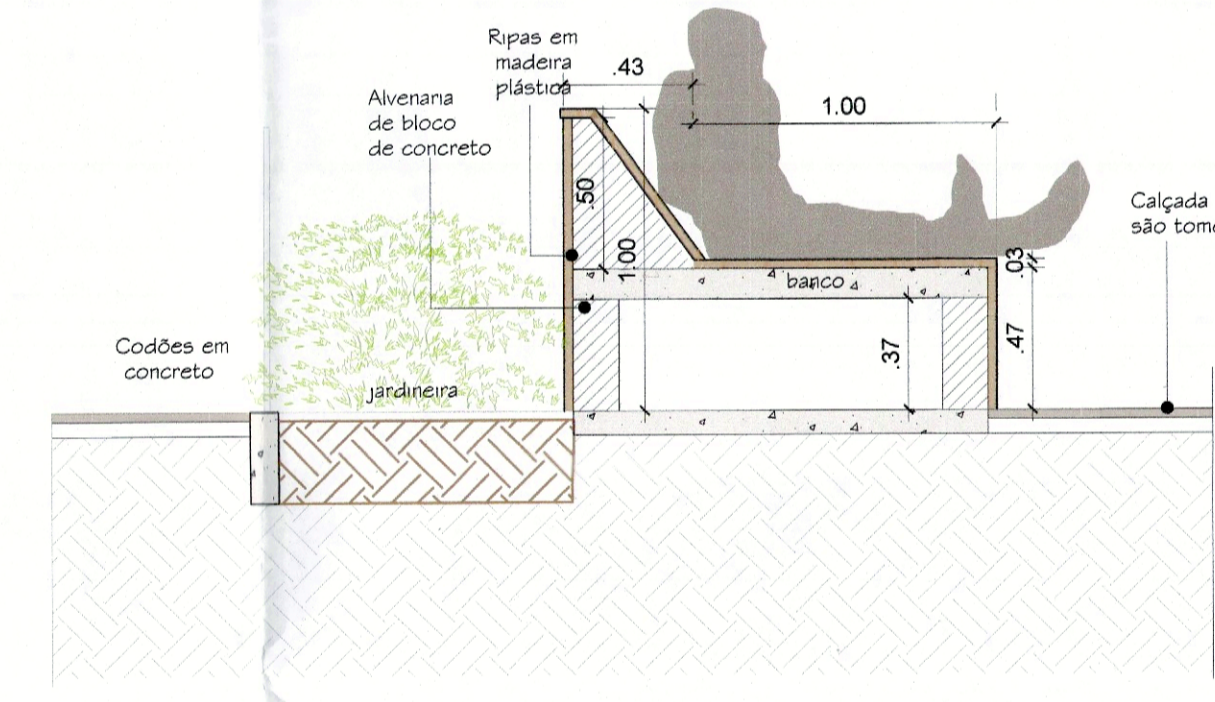 Ripas em
madeira
plástica
.43
1.00
Alvenaria
de bloco
de concreto
.50
1.00
Calçada
são tom
.03
banco
.37
.47
Codões em
concreto
jardineira